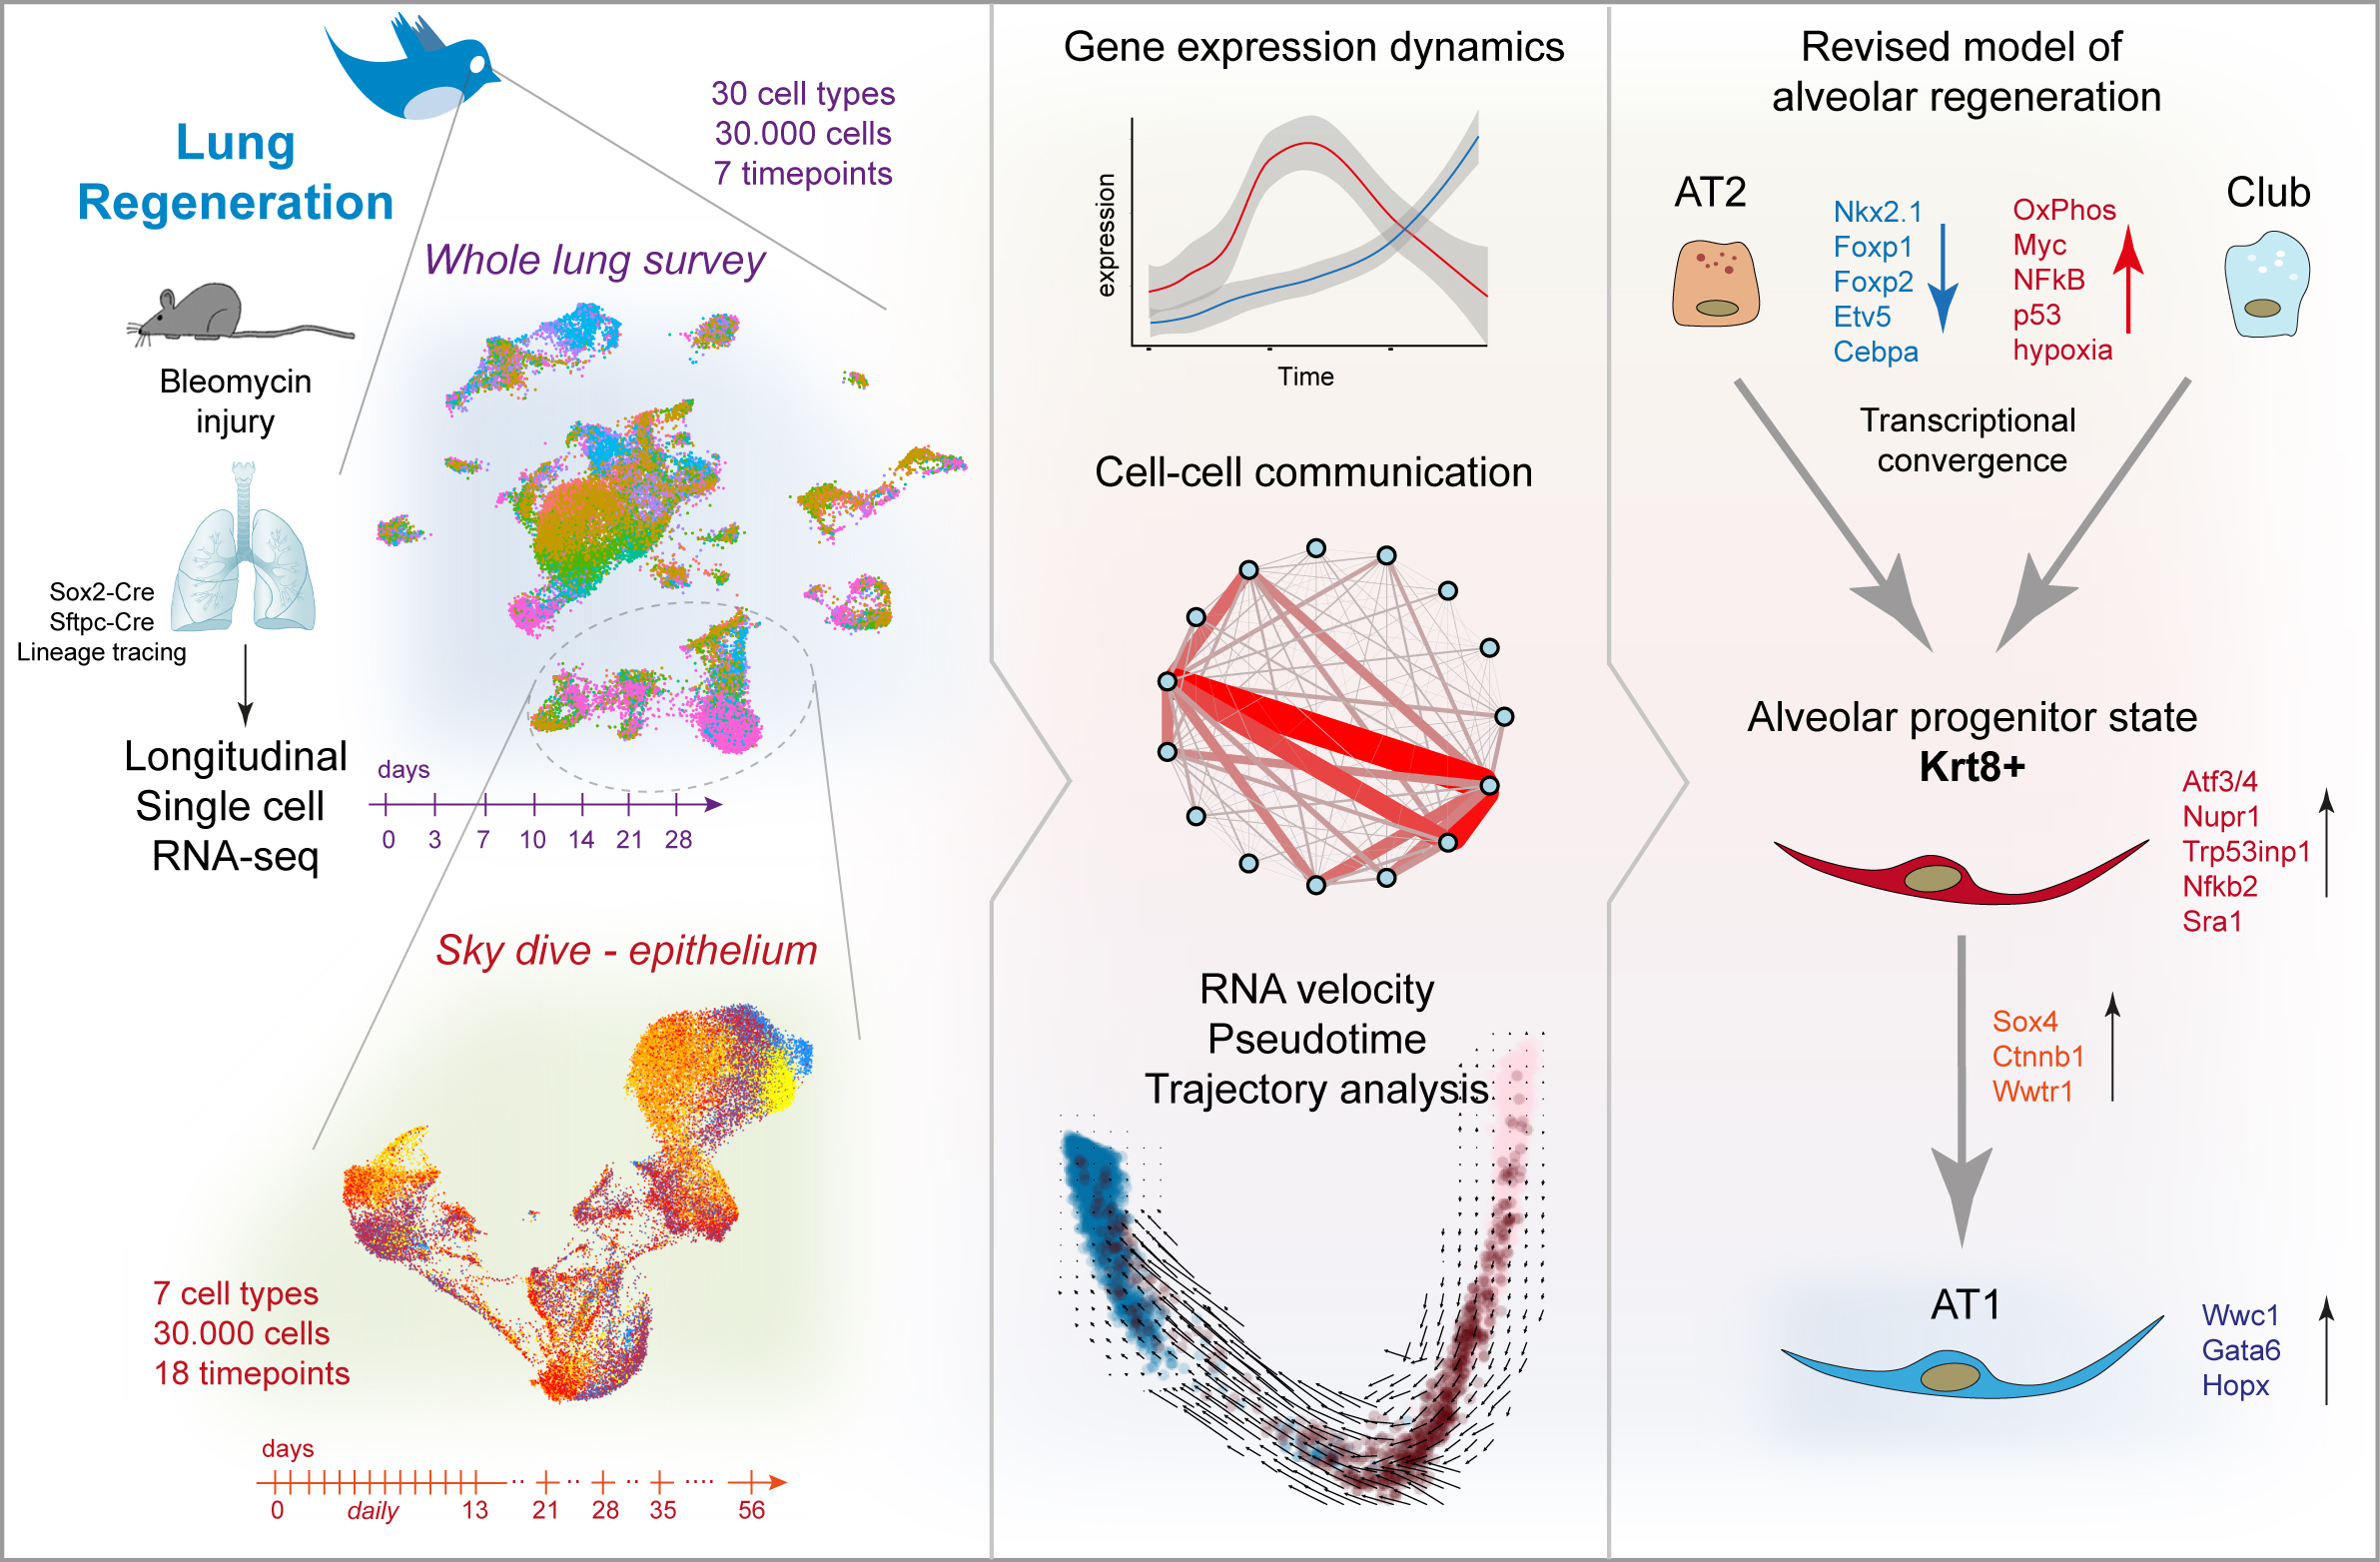 Lung
Regeneration
30 cell types
30.000 cells
7 timepoints
Whole lung survey
Bleomycin
injury
Sox2-Cre
Sftpc-Cre
Lineage tracing
Longitudinal
Single cell
RNA-seq
days
0 3 7 10 14 21 28
Sky dive - epithelium
7 cell types
30.000 cells
18 timepoints
days
0 daily 13 21 28 35 56
Gene expression dynamics
expression
Time
Cell-cell communication
RNA velocity
Pseudotime
Trajectory analysis
Revised model of
alveolar regeneration
AT2
Nkx2.1
Foxp1
Foxp2
Etv5
Cebpa
OxPhos
Myc
NFkB
p53
hypoxia
Club
Transcriptional
convergence
Alveolar progenitor state
Krt8+
Atf3/4
Nupr1
Trp53inp1
Nfkb2
Sra1
Sox4
Ctnnb1
Wwtr1
AT1
Wwc1
Gata6
Hopx